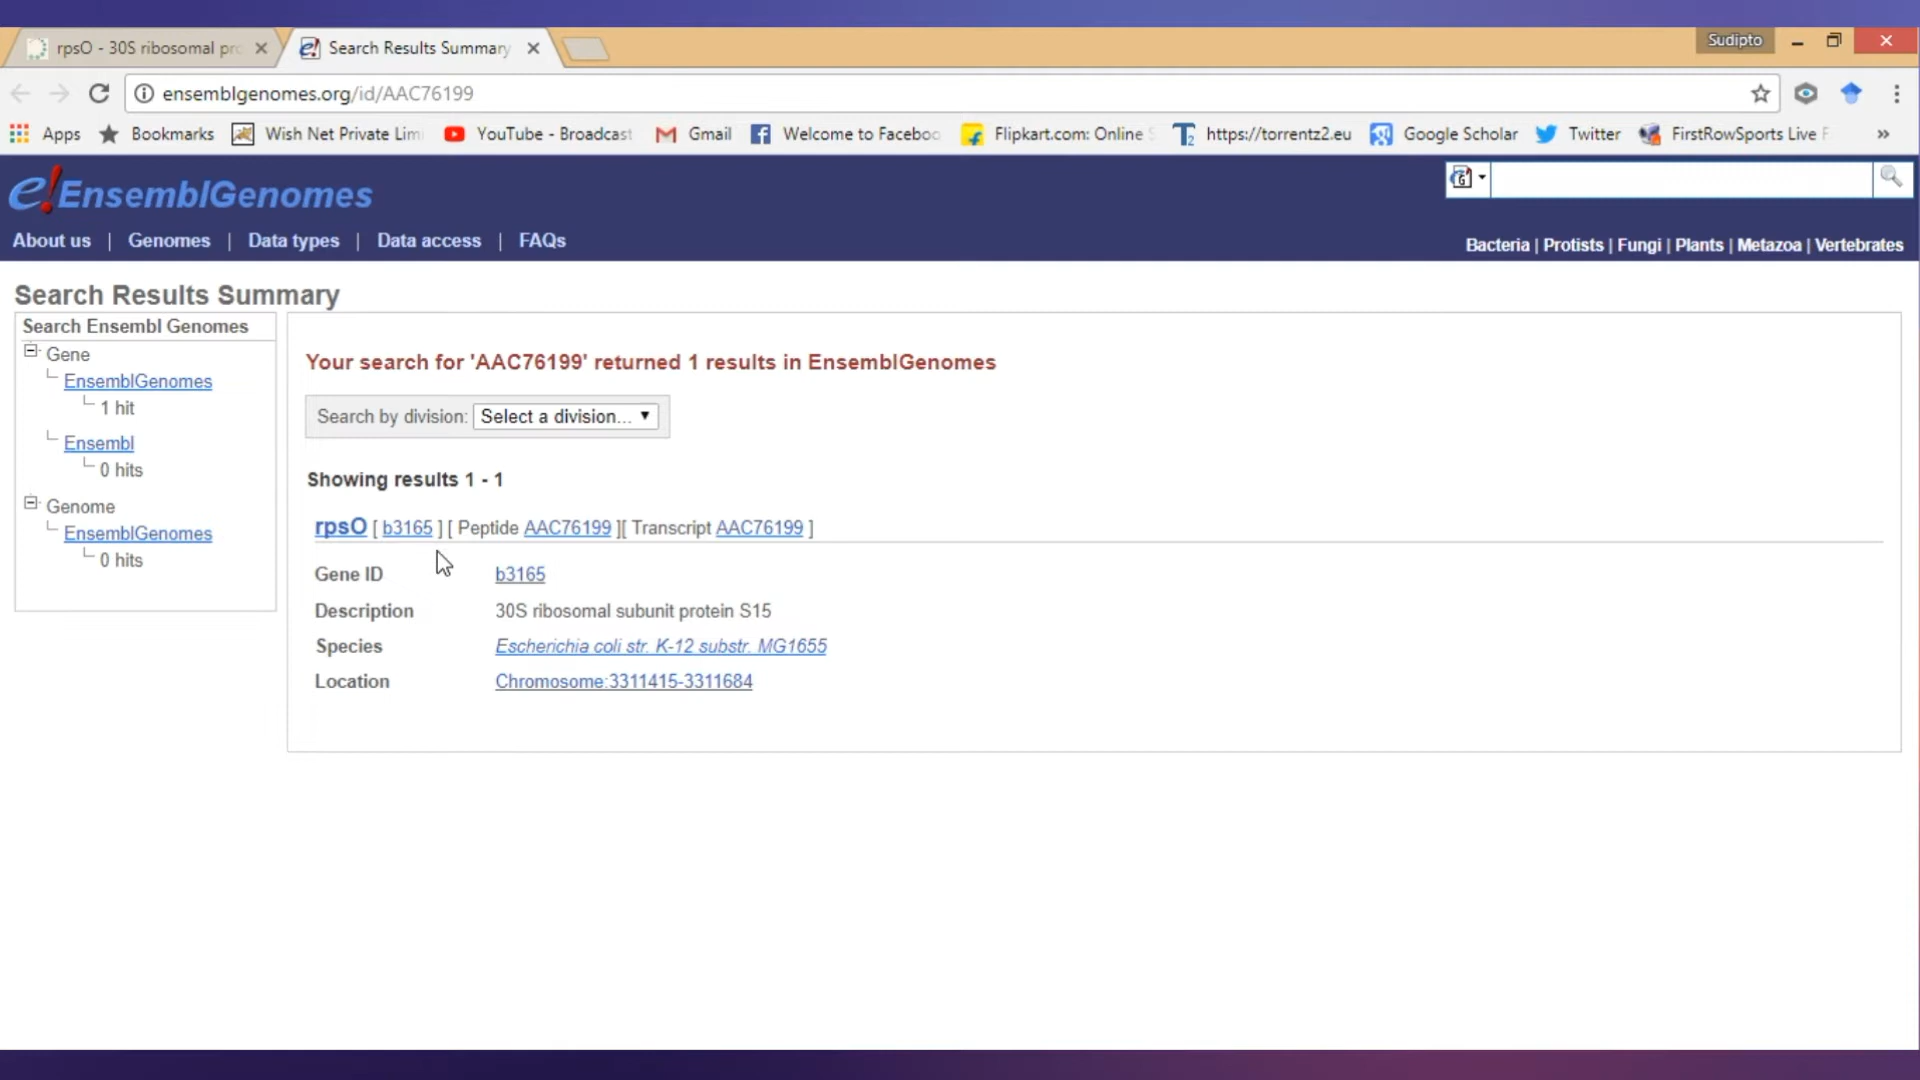 rpsO - 30S ribosomal pro
Search Results Summary
Sudipto
ensemblgenomes.org/id/AAC76199
Apps Bookmarks Wish Net Private Lim YouTube - Broadcast Gmail Welcome to Faceboo Flipkart.com: Online S https://torrentz2.eu Google Scholar Twitter FirstRowSports Live F »
e!EnsemblGenomes
About us | Genomes | Data types | Data access | FAQs
Bacteria | Protists | Fungi | Plants | Metazoa | Vertebrates
Search Results Summary
Search Ensembl Genomes
Gene
EnsemblGenomes
1 hit
Ensembl
0 hits
Genome
EnsemblGenomes
0 hits
Your search for 'AAC76199' returned 1 results in EnsemblGenomes
Search by division: Select a division...
Showing results 1 - 1
rpsO [ b3165 ] [ Peptide AAC76199 ][ Transcript AAC76199 ]
Gene ID b3165
Description 30S ribosomal subunit protein S15
Species Escherichia coli str. K-12 substr. MG1655
Location Chromosome:3311415-3311684